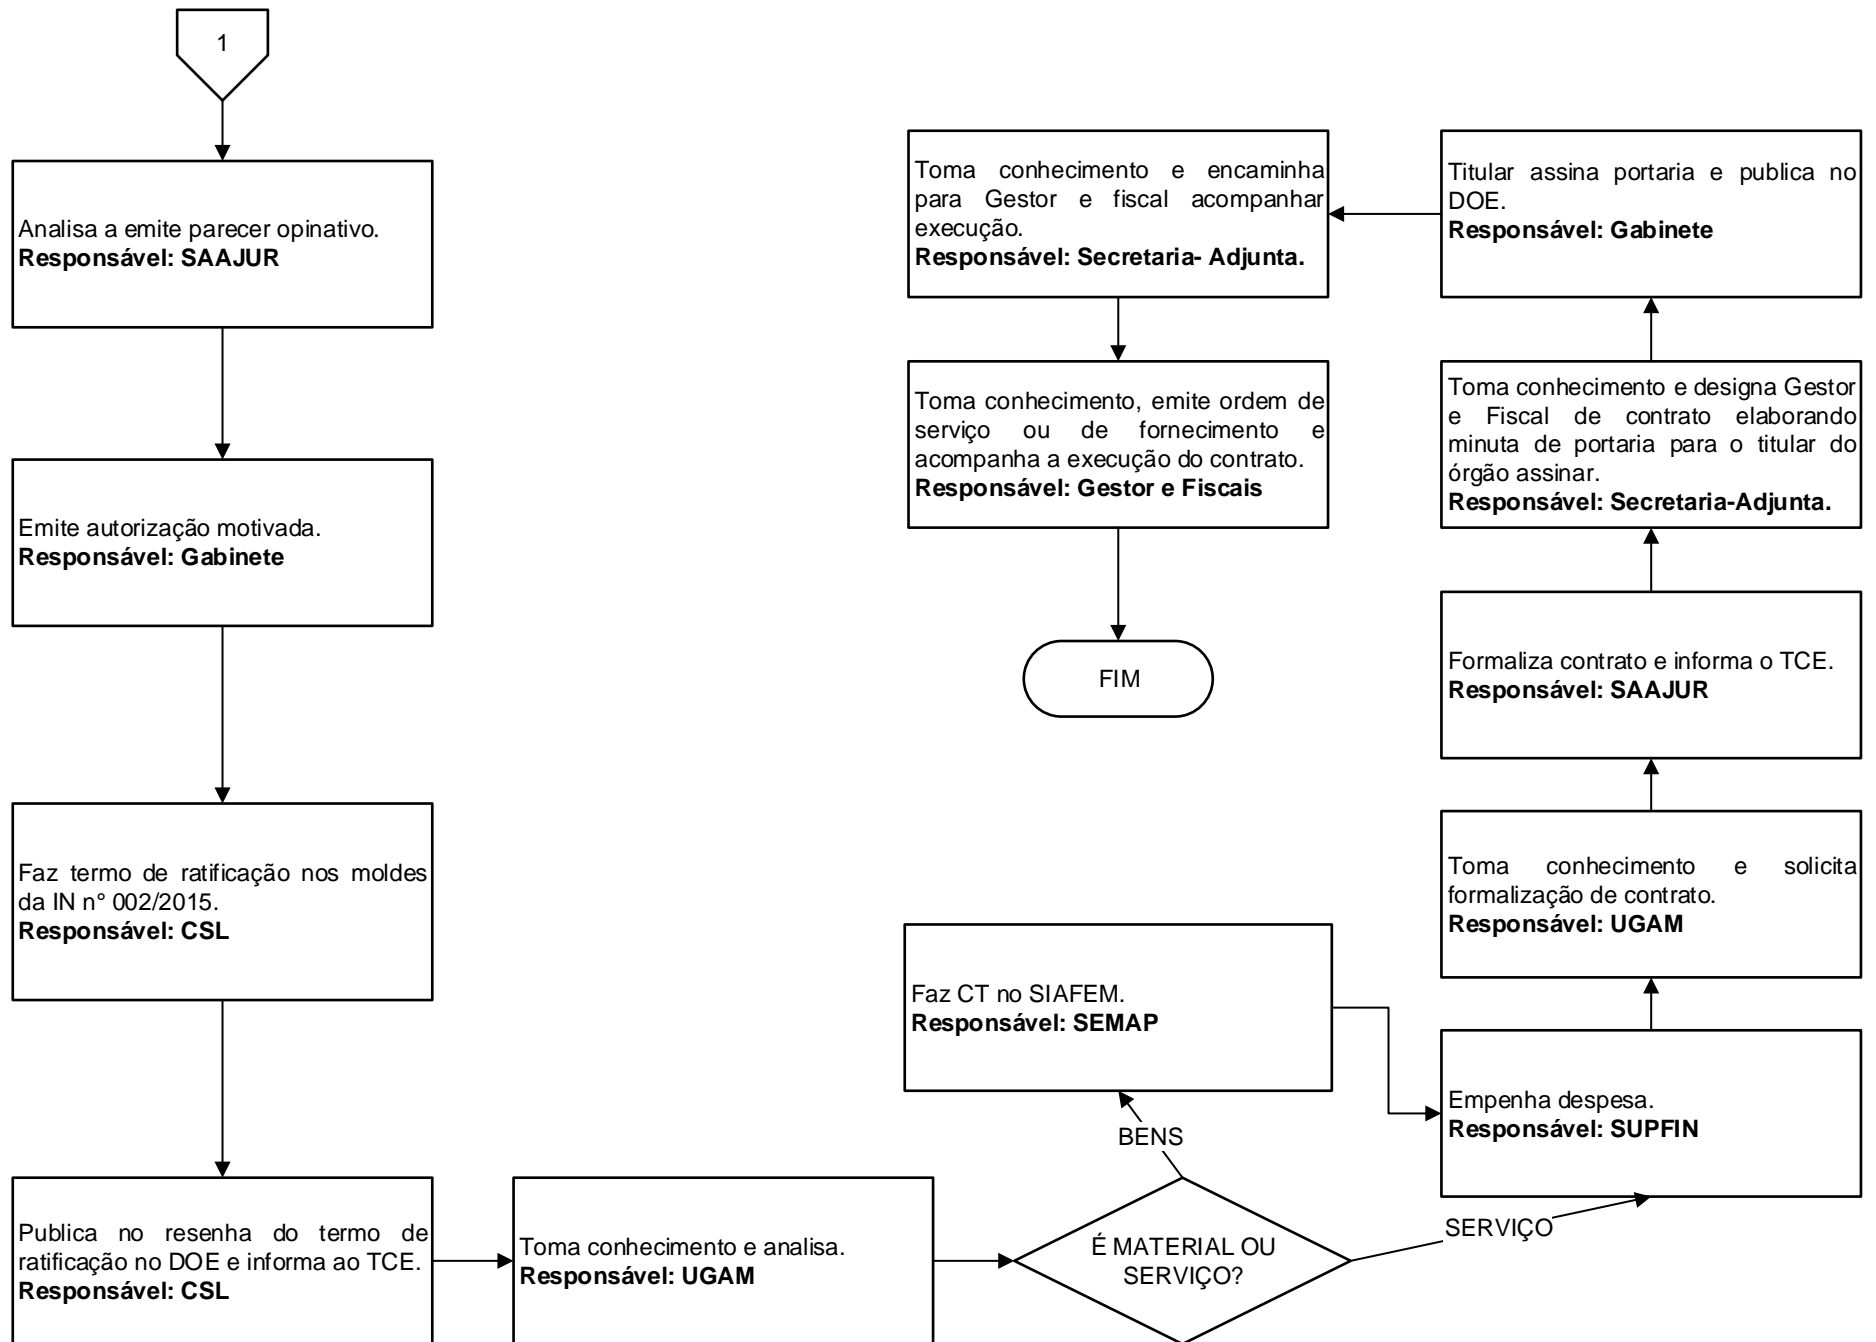 1
Analisa a emite parecer opinativo.
Responsável: SAAJUR
Emite autorização motivada.
Responsável: Gabinete
Faz termo de ratificação nos moldes
da IN n° 002/2015.
Responsável: CSL
Publica no resenha do termo de
ratificação no DOE e informa ao TCE.
Responsável: CSL
Toma conhecimento e analisa.
Responsável: UGAM
É MATERIAL OU
SERVIÇO?
BENS
SERVIÇO
Faz CT no SIAFEM.
Responsável: SEMAP
Empenha despesa.
Responsável: SUPFIN
Toma conhecimento e solicita
formalização de contrato.
Responsável: UGAM
Formaliza contrato e informa o TCE.
Responsável: SAAJUR
Toma conhecimento e designa Gestor
e Fiscal de contrato elaborando
minuta de portaria para o titular do
órgão assinar.
Responsável: Secretaria-Adjunta.
Titular assina portaria e publica no
DOE.
Responsável: Gabinete
Toma conhecimento e encaminha
para Gestor e fiscal acompanhar
execução.
Responsável: Secretaria- Adjunta.
Toma conhecimento, emite ordem de
serviço ou de fornecimento e
acompanha a execução do contrato.
Responsável: Gestor e Fiscais
FIM